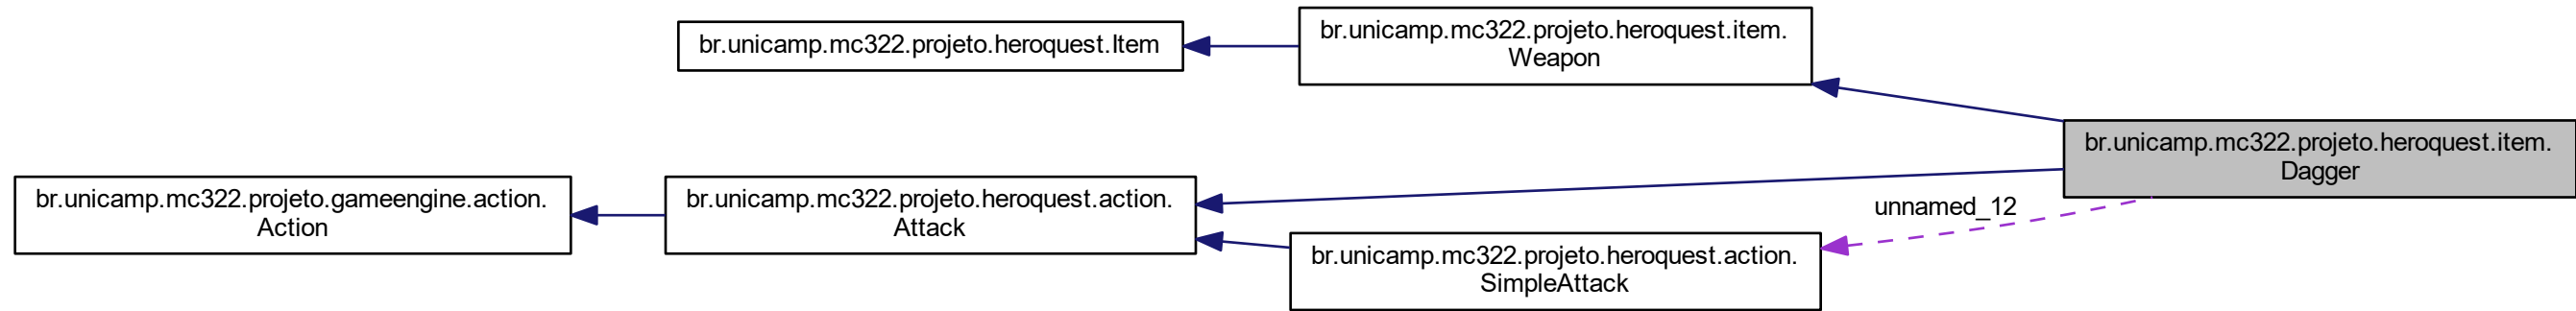 br.unicamp.mc322.projeto.heroquest.Item
br.unicamp.mc322.projeto.heroquest.item.
Weapon
br.unicamp.mc322.projeto.heroquest.item.
Dagger
br.unicamp.mc322.projeto.gameengine.action.
Action
br.unicamp.mc322.projeto.heroquest.action.
Attack
unnamed_12
br.unicamp.mc322.projeto.heroquest.action.
SimpleAttack